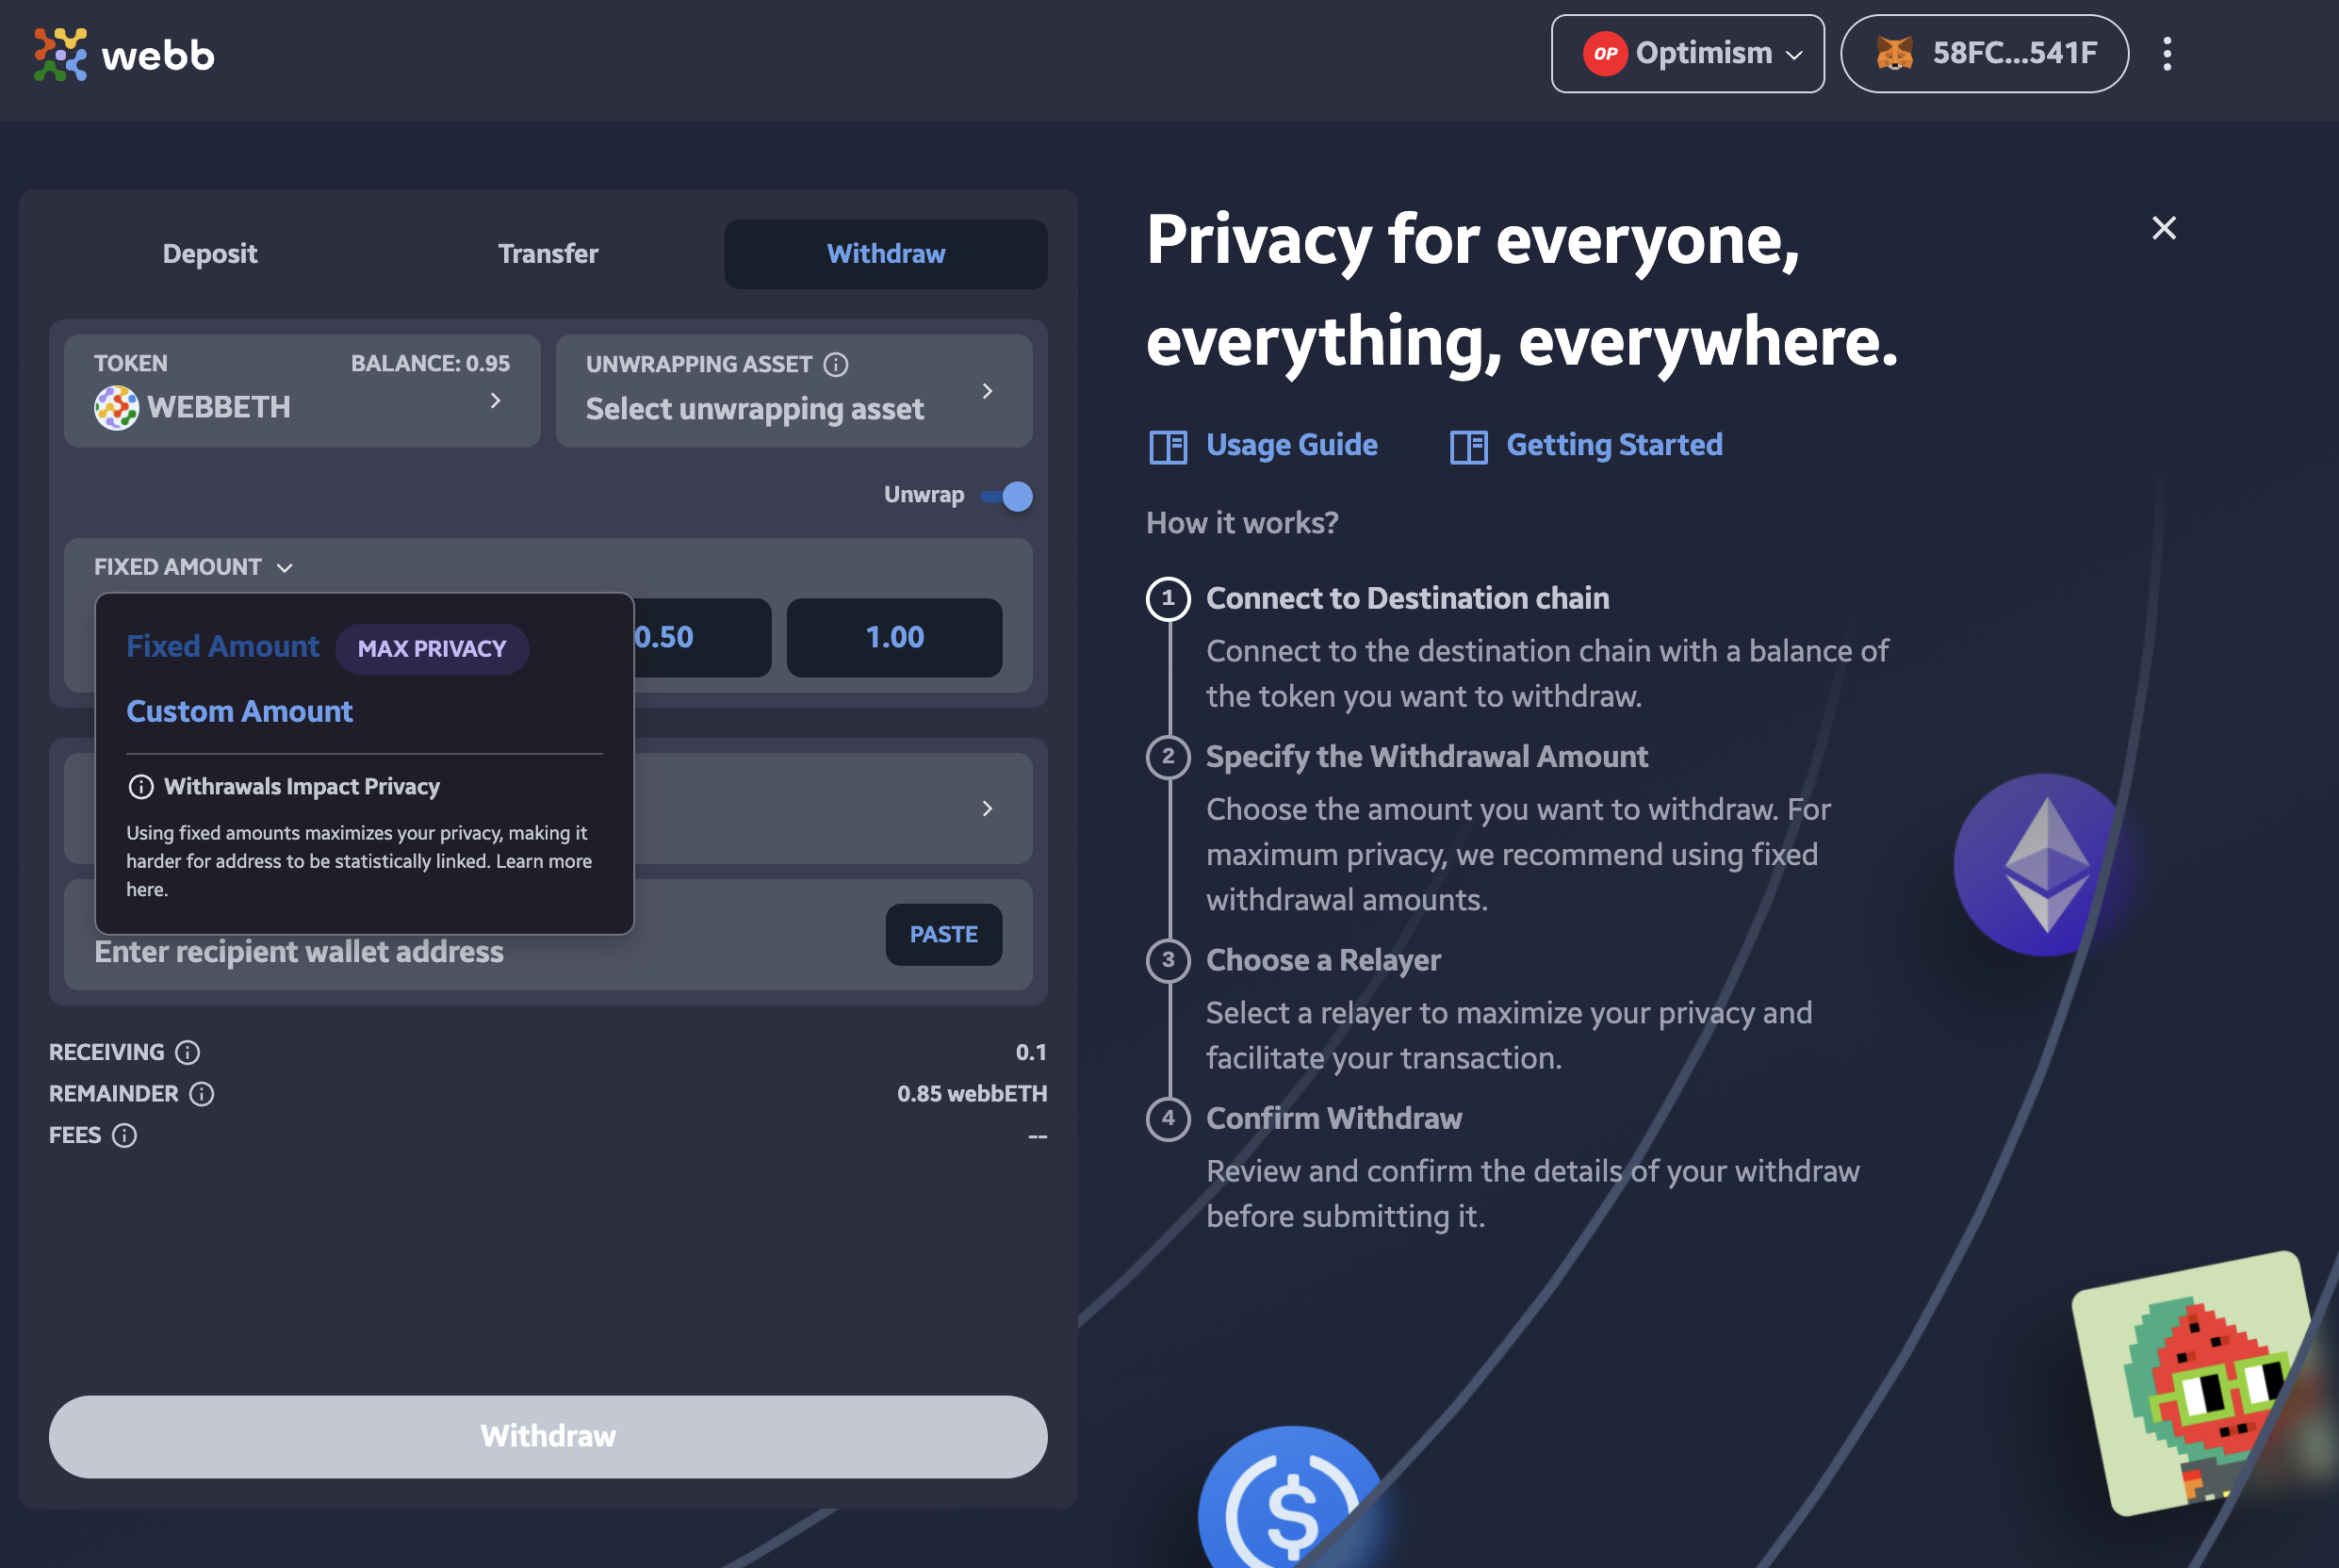 webb
OP Optimism
58FC...541F
Deposit
Transfer
Withdraw
TOKEN
BALANCE: 0.95
WEBBETH
UNWRAPPING ASSET
Select unwrapping asset
Unwrap
FIXED AMOUNT
0.50
1.00
Fixed Amount
MAX PRIVACY
Custom Amount
Withrawals Impact Privacy
Using fixed amounts maximizes your privacy, making it
harder for address to be statistically linked. Learn more
here.
Enter recipient wallet address
PASTE
RECEIVING
0.1
REMAINDER
0.85 webbETH
FEES
--
Withdraw
Privacy for everyone,
everything, everywhere.
Usage Guide
Getting Started
How it works?
1 Connect to Destination chain
Connect to the destination chain with a balance of
the token you want to withdraw.
2 Specify the Withdrawal Amount
Choose the amount you want to withdraw. For
maximum privacy, we recommend using fixed
withdrawal amounts.
3 Choose a Relayer
Select a relayer to maximize your privacy and
facilitate your transaction.
4 Confirm Withdraw
Review and confirm the details of your withdraw
before submitting it.
$